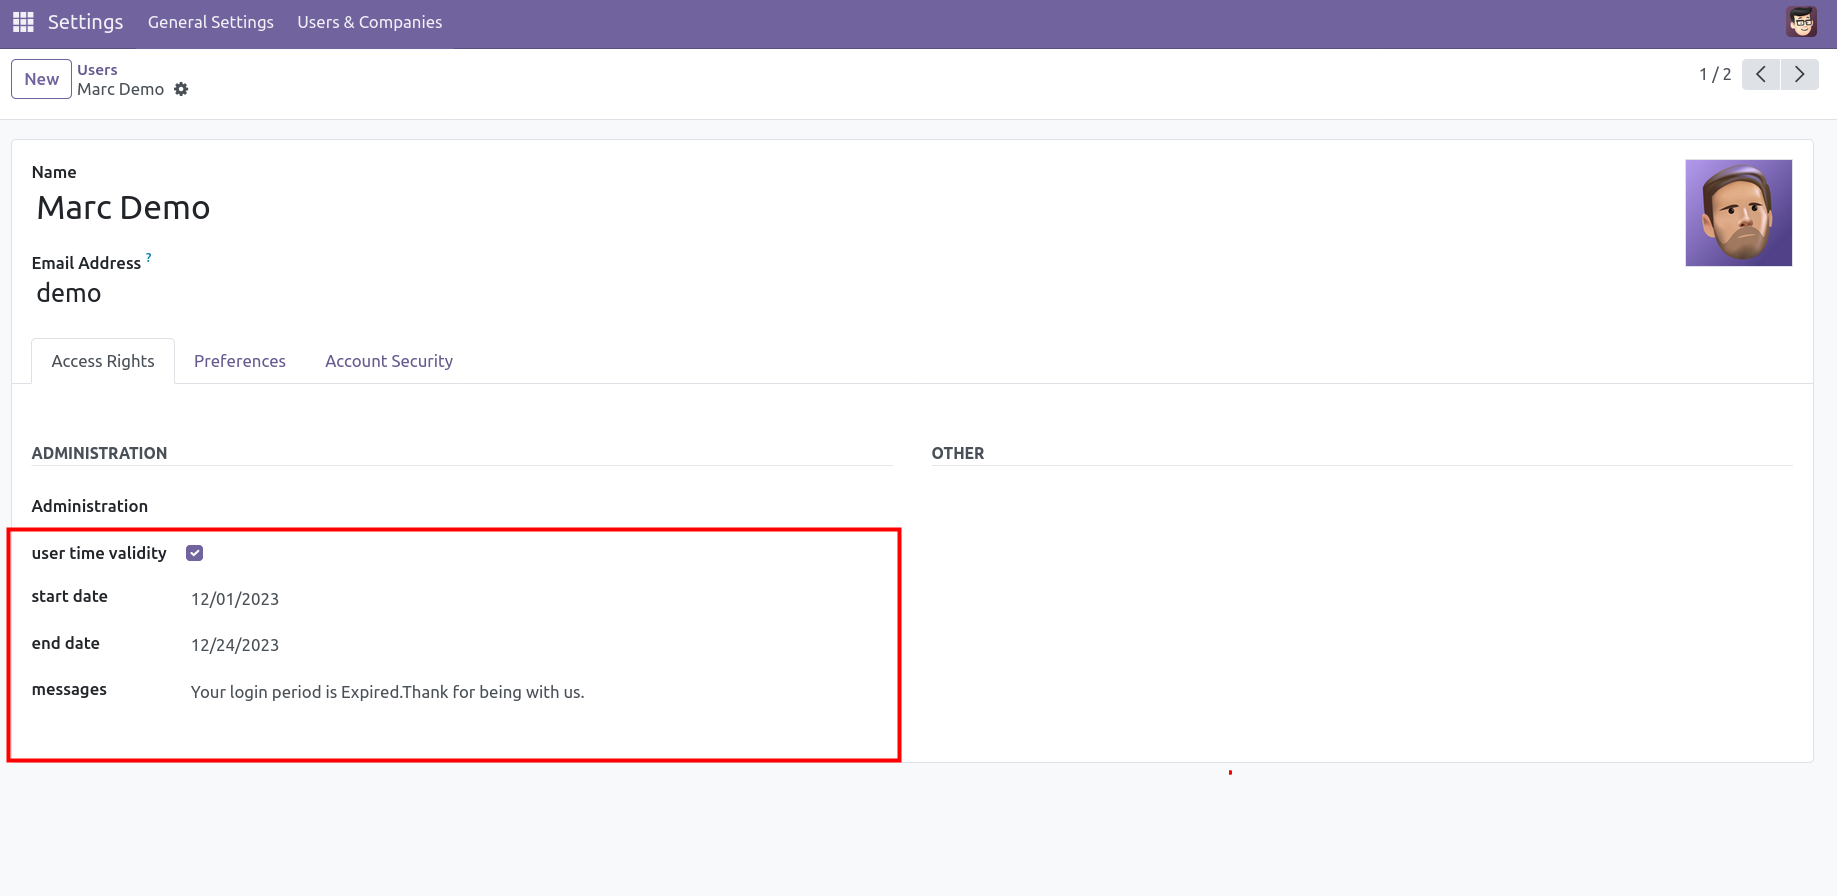 Settings General Settings Users & Companies
New Users
Marc Demo
1 / 2
Name
Marc Demo
Email Address ?
demo
Access Rights Preferences Account Security
ADMINISTRATION OTHER
Administration
user time validity
start date 12/01/2023
end date 12/24/2023
messages Your login period is Expired.Thank for being with us.